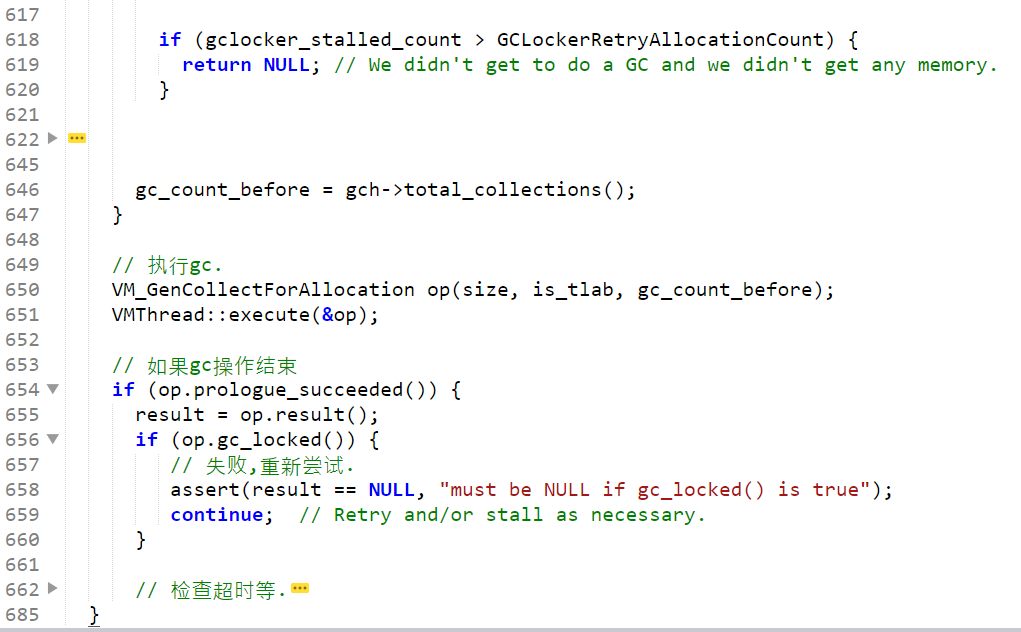 617
618 if (gclocker_stalled_count > GCLockerRetryAllocationCount) {
619 return NULL; // We didn't get to do a GC and we didn't get any memory.
620 }
621
622
645
646 gc_count_before = gch->total_collections();
647 }
648
649 // 执行gc.
650 VM_GenCollectForAllocation op(size, is_tlab, gc_count_before);
651 VMThread::execute(&op);
652
653 // 如果gc操作结束
654 if (op.prologue_succeeded()) {
655 result = op.result();
656 if (op.gc_locked()) {
657 // 失败,重新尝试.
658 assert(result == NULL, "must be NULL if gc_locked() is true");
659 continue; // Retry and/or stall as necessary.
660 }
661
662 // 检查超时等.
685 }